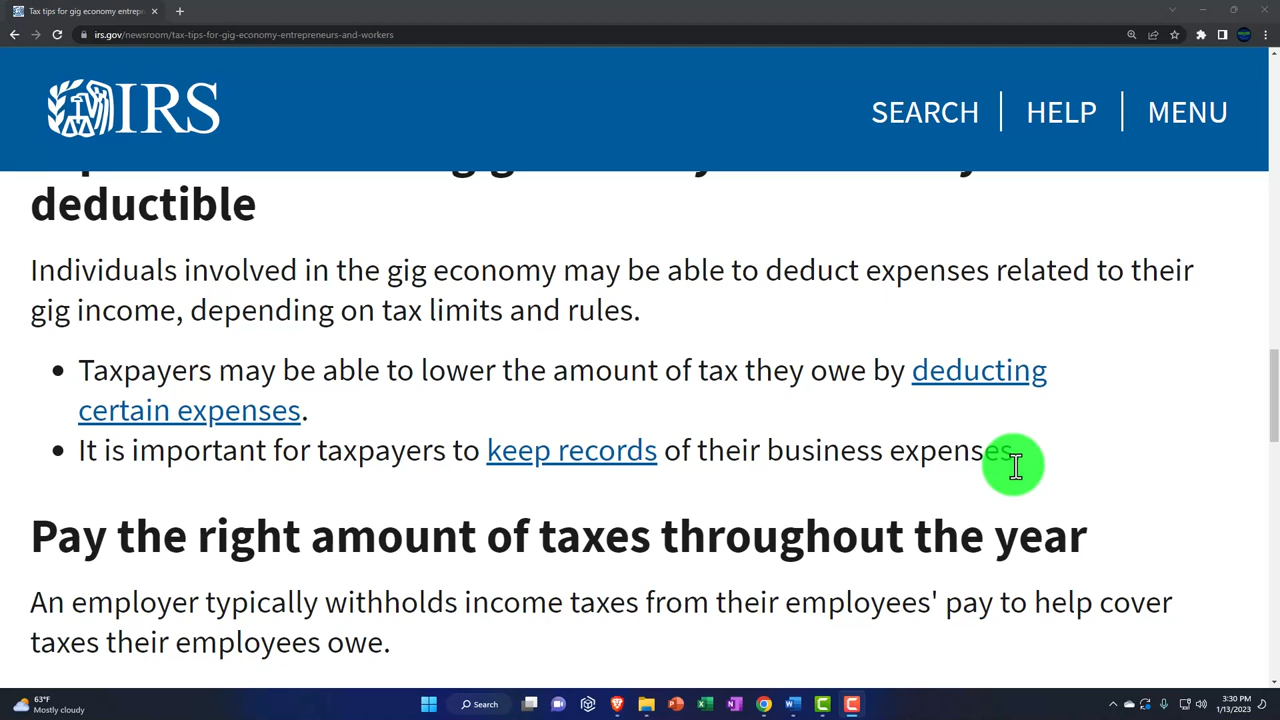 Tax tips for gig economy entrepr
irs.gov/newsroom/tax-tips-for-gig-economy-entrepreneurs-and-workers
IRS
SEARCH
HELP
MENU
deductible
Individuals involved in the gig economy may be able to deduct expenses related to their
gig income, depending on tax limits and rules.
• Taxpayers may be able to lower the amount of tax they owe by deducting
certain expenses.
• It is important for taxpayers to keep records of their business expenses
Pay the right amount of taxes throughout the year
An employer typically withholds income taxes from their employees' pay to help cover
taxes their employees owe.
63°F
Mostly cloudy
Search
3:30 PM
1/13/2023